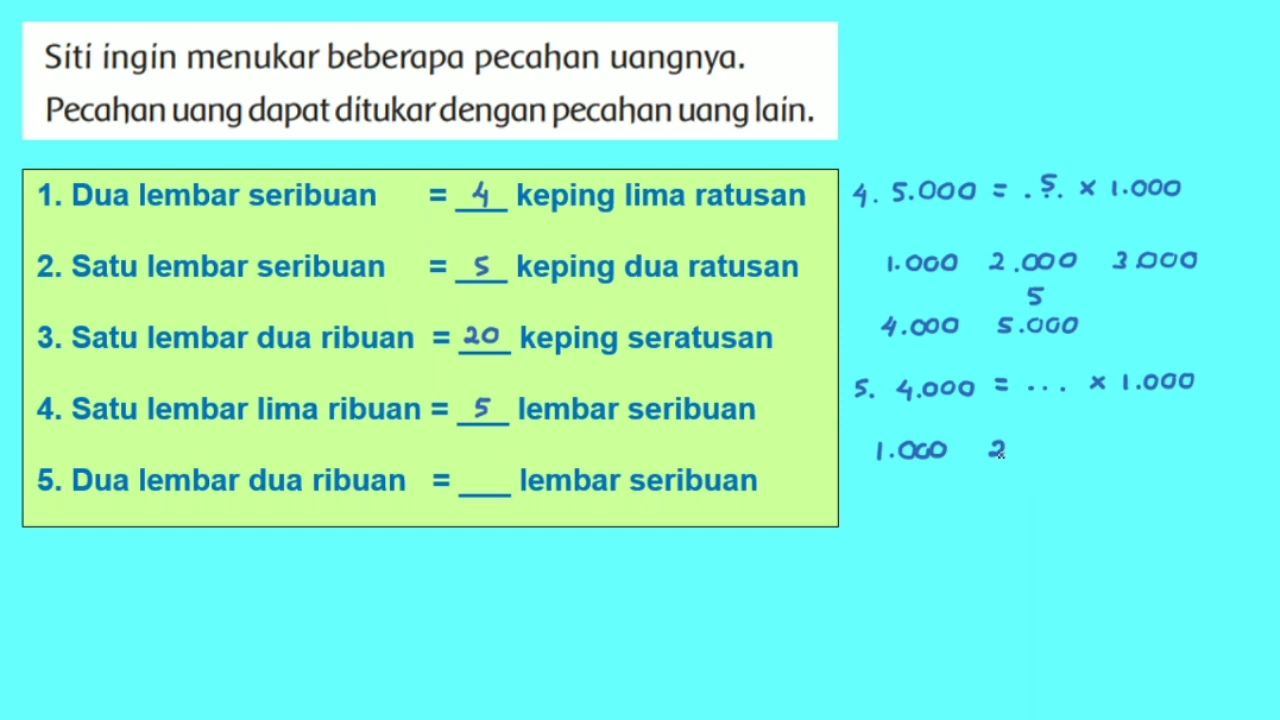 Siti ingin menukar beberapa pecahan uangnya.
Pecahan uang dapat ditukar dengan pecahan uang lain.
1. Dua lembar seribuan = 4 keping lima ratusan
2. Satu lembar seribuan = 5 keping dua ratusan
3. Satu lembar dua ribuan = 20 keping seratusan
4. Satu lembar lima ribuan = 5 lembar seribuan
5. Dua lembar dua ribuan = ___ lembar seribuan
4. 5.000 = .5. x 1.000
1.000 2.000 3.000
5
4.000 5.000
5. 4.000 = ... x 1.000
1.000 2